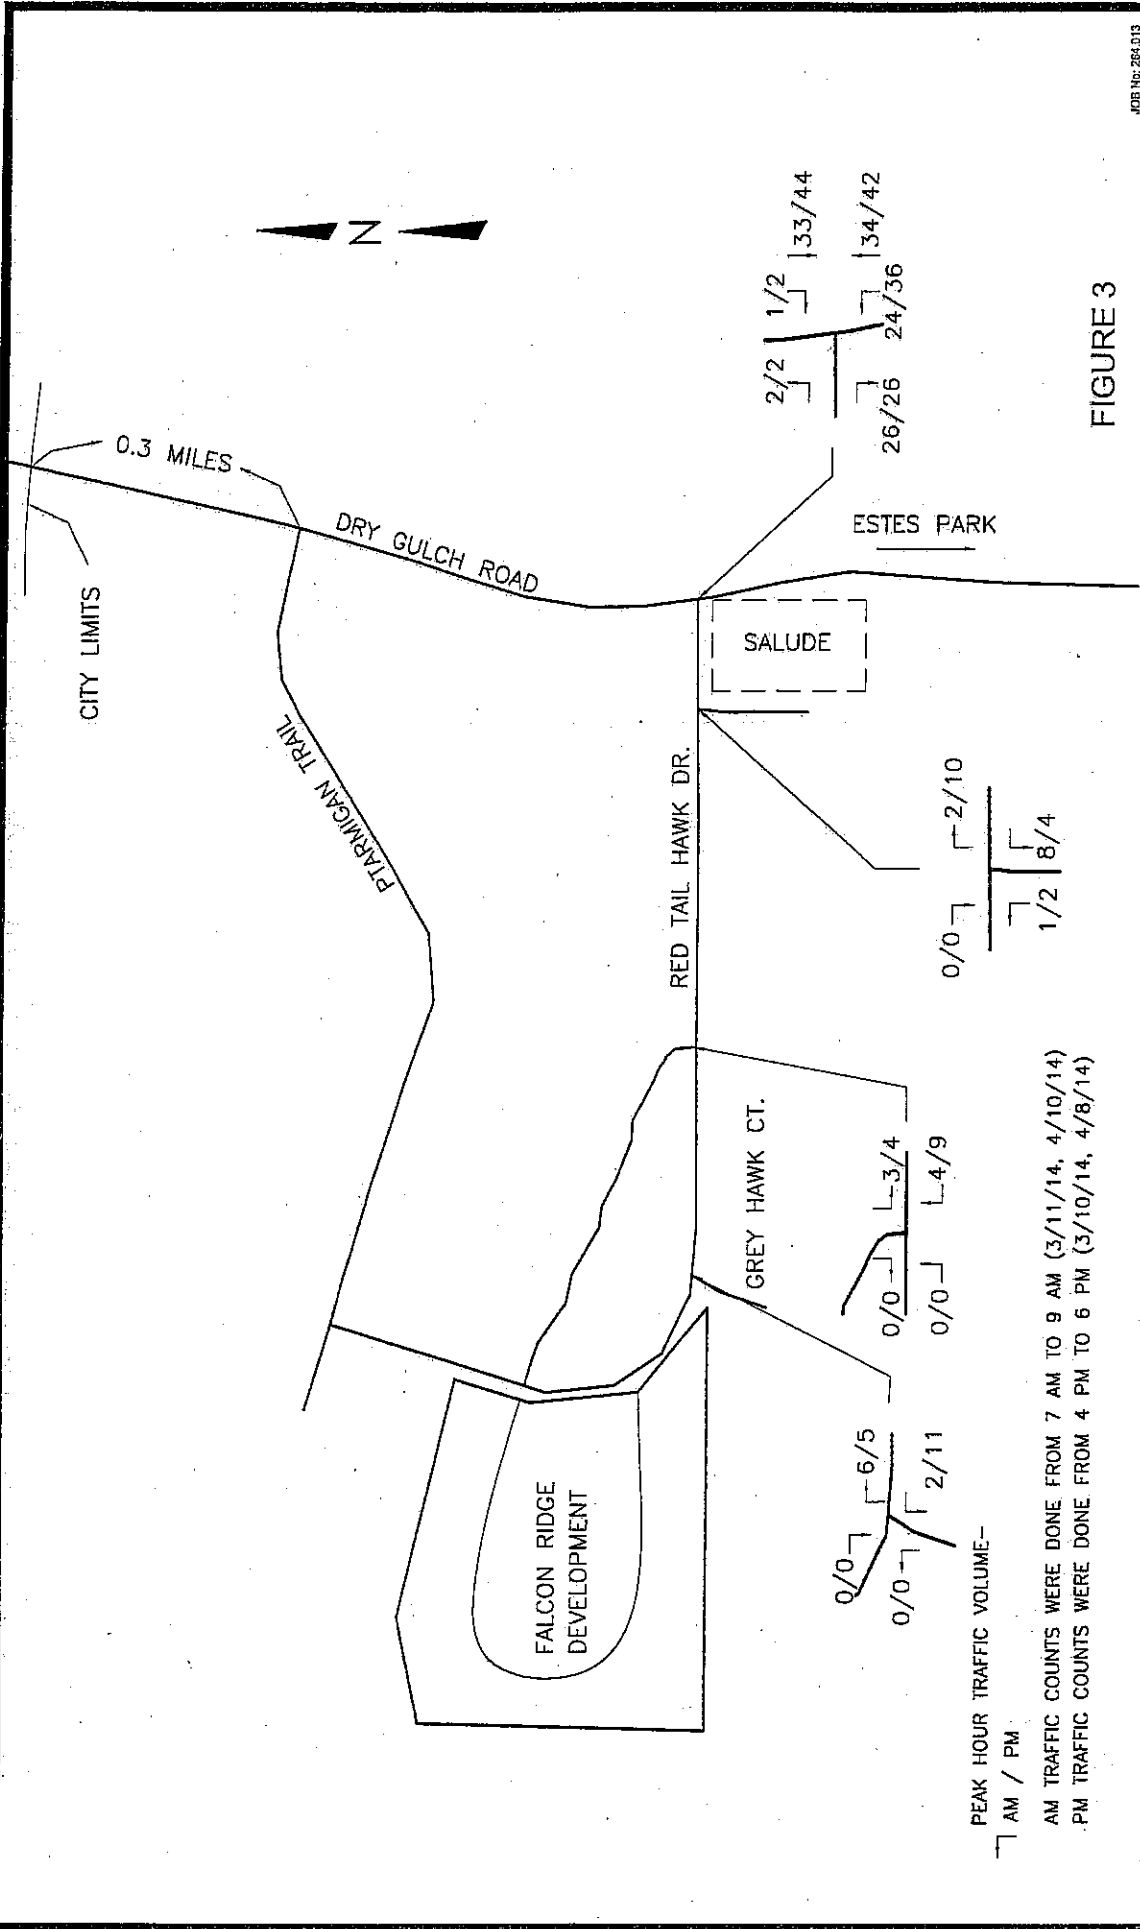 CITY LIMITS
0.3 MILES
DRY GULCH ROAD
PTARMIGAN TRAIL
N
FALCON RIDGE
DEVELOPMENT
RED TAIL HAWK DR.
SALUDE
ESTES PARK
GREY HAWK CT.
0/0
6/5
0/0
2/11
0/0
3/4
0/0
4/9
0/0
2/10
1/2
8/4
2/2
1/2
33/44
26/26
24/36
34/42
PEAK HOUR TRAFFIC VOLUME-
AM / PM
AM TRAFFIC COUNTS WERE DONE FROM 7 AM TO 9 AM (3/11/14, 4/10/14)
PM TRAFFIC COUNTS WERE DONE FROM 4 PM TO 6 PM (3/10/14, 4/8/14)
FIGURE 3
JOB No: 264.013